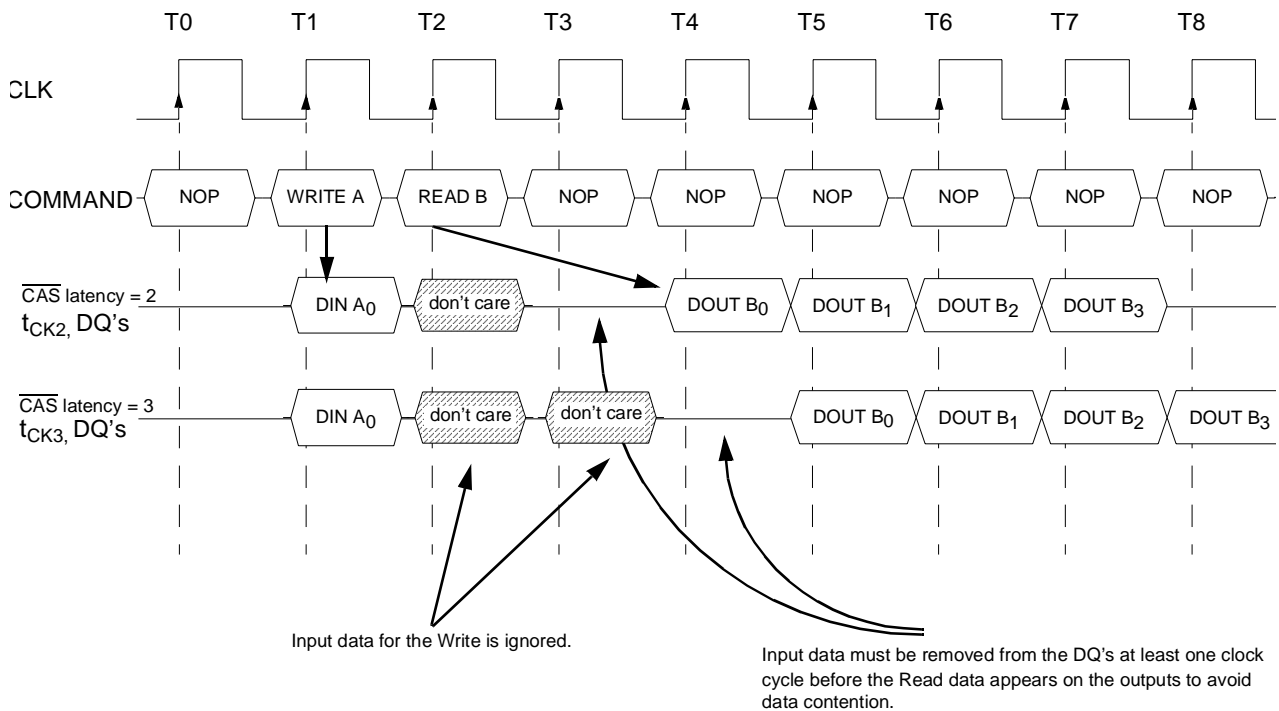 T0 T1 T2 T3 T4 T5 T6 T7 T8
CLK
COMMAND NOP WRITE A READ B NOP NOP NOP NOP NOP NOP
CAS latency = 2
tCK2, DQ's
DIN A0 don't care DOUT B0 DOUT B1 DOUT B2 DOUT B3
CAS latency = 3
tCK3, DQ's
DIN A0 don't care don't care DOUT B0 DOUT B1 DOUT B2 DOUT B3
Input data for the Write is ignored.
Input data must be removed from the DQ's at least one clock
cycle before the Read data appears on the outputs to avoid
data contention.